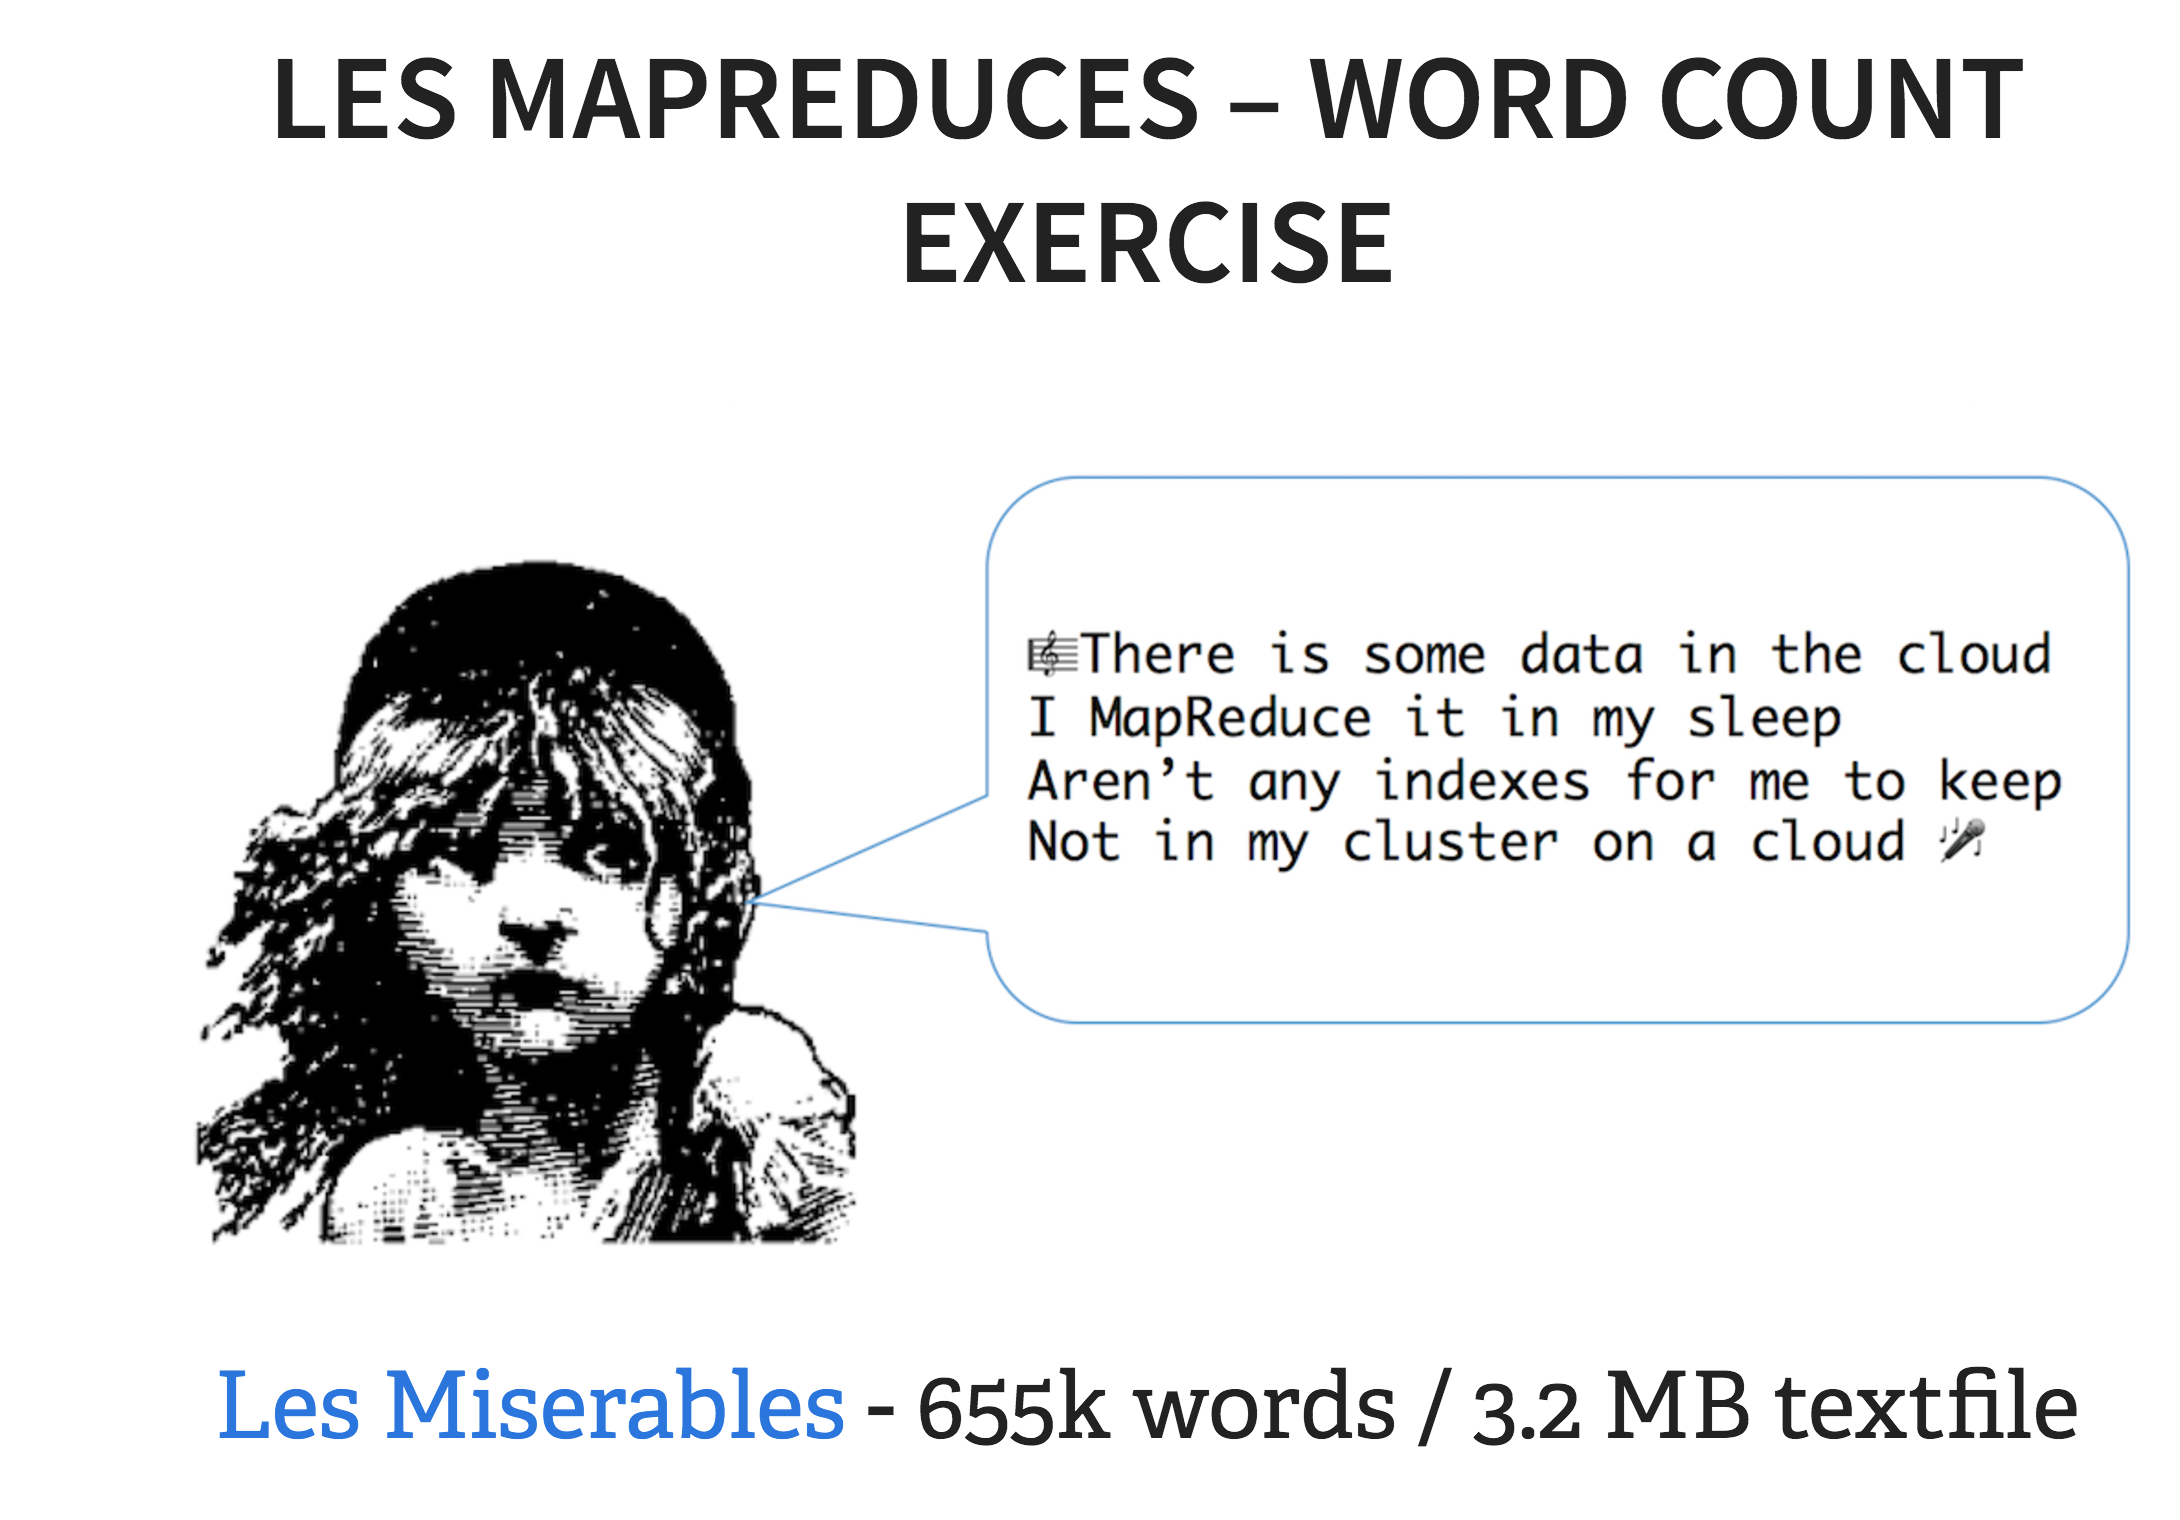 LES MAPREDUCES – WORD COUNT
EXERCISE
🎼There is some data in the cloud
I MapReduce it in my sleep
Aren’t any indexes for me to keep
Not in my cluster on a cloud 🎤
Les Miserables - 655k words / 3.2 MB textfile